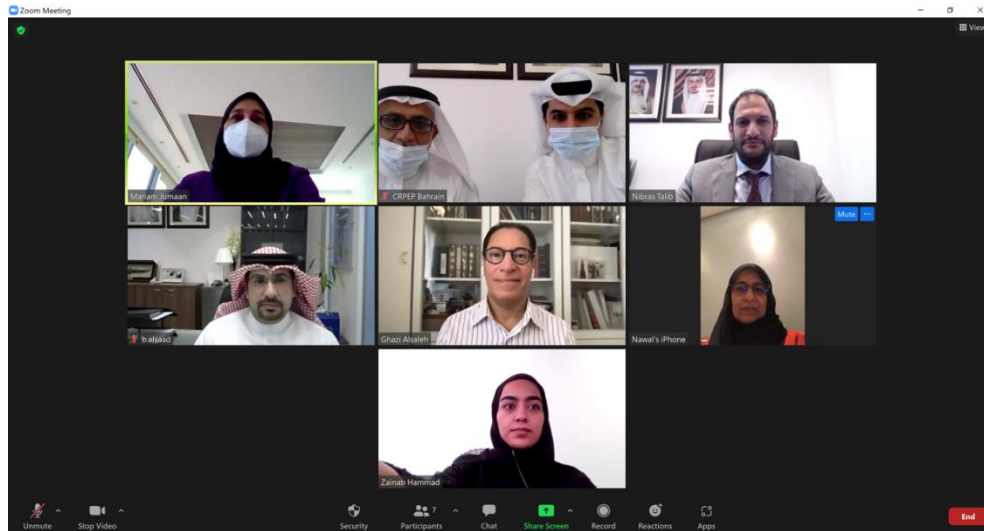 Zoom Meeting
View
Mariam Jumaan
CRPEP Bahrain
Nibras Talib
b.alsaad
Ghazi Alsaleh
Mute
Nawal's iPhone
Zainab Hammad
Unmute
Stop Video
Security
Participants
7
Chat
Share Screen
Record
Reactions
Apps
End